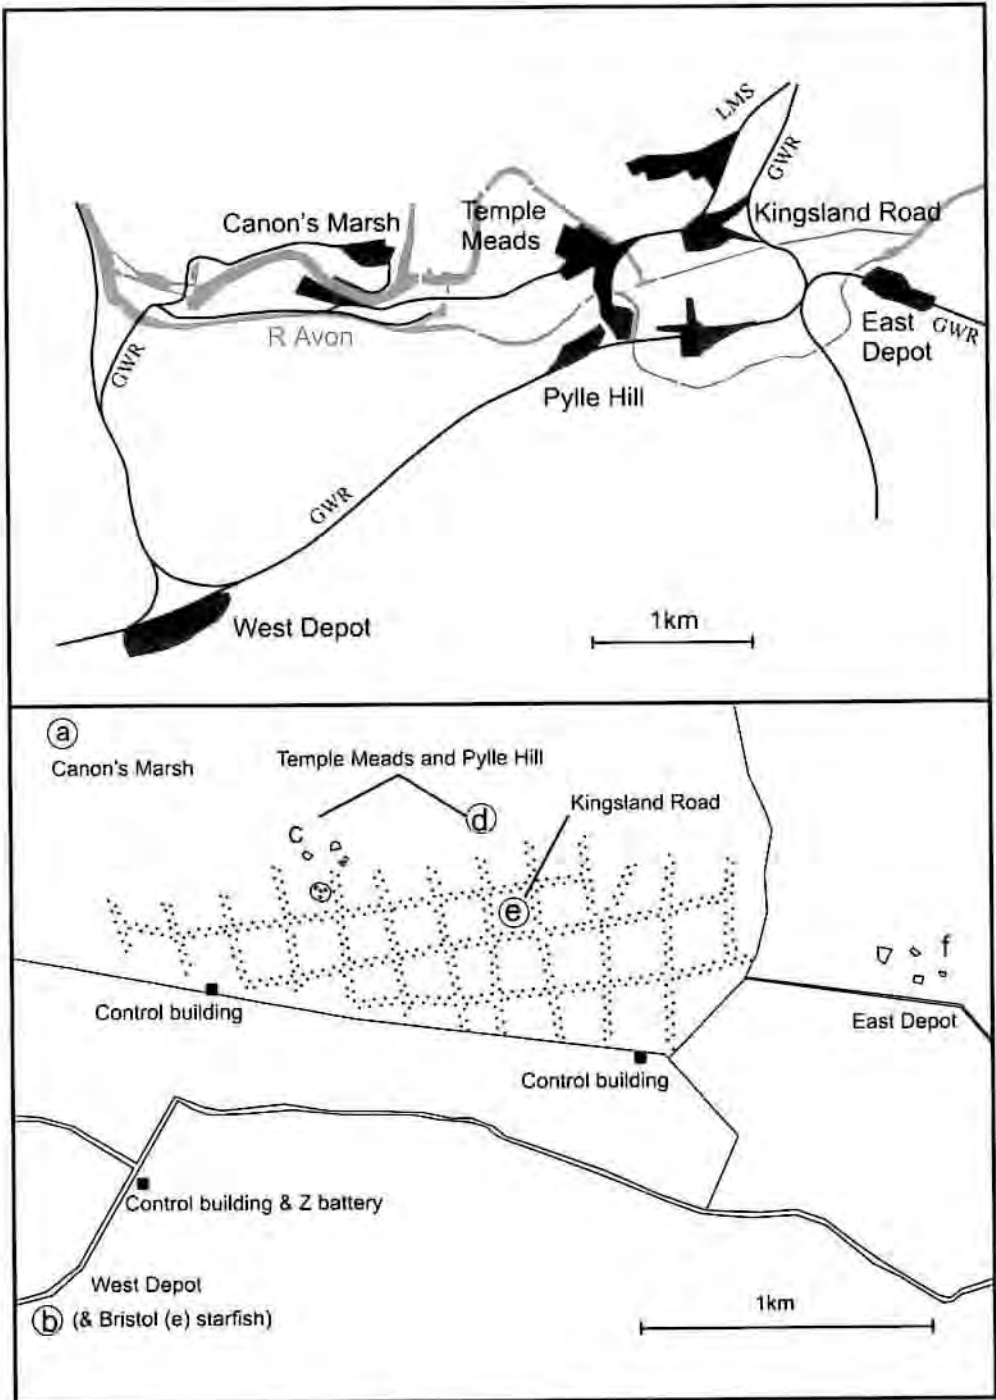 LMS
GWR
Canon's Marsh
Temple
Meads
Kingsland Road
R Avon
GWR
East
Depot
GWR
Pylle Hill
GWR
West Depot
1km
a
Canon's Marsh
Temple Meads and Pylle Hill
Kingsland Road
d
c
e
f
Control building
East Depot
Control building
Control building & Z battery
West Depot
b (& Bristol (e) starfish)
1km